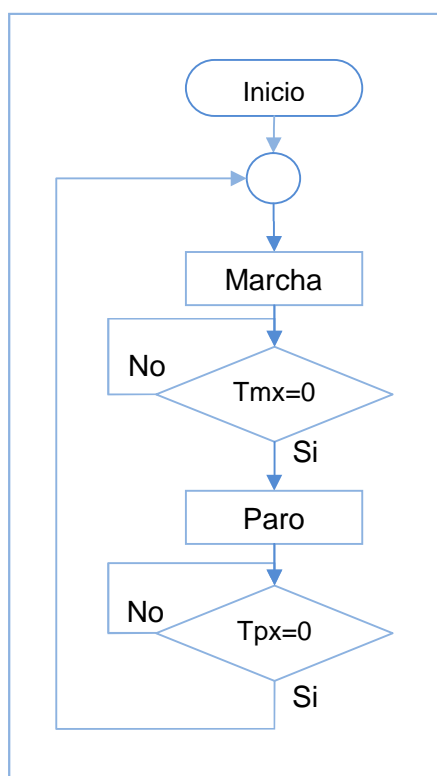 Inicio
Marcha
No
Tmx=0
Si
Paro
No
Tpx=0
Si